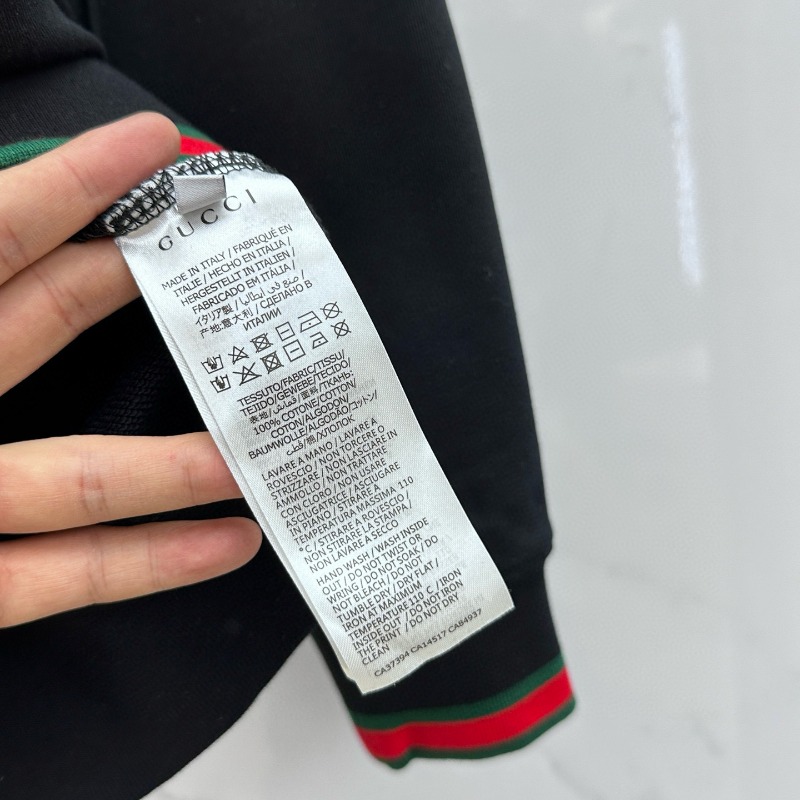 GUCCI
MADE IN ITALY / FABRIQUÉ EN
ITALIE / HECHO EN ITALIA /
HERGESTELLT IN ITALIEN /
FABRICADO EM ITÁLIA /
イタリア製 / صنع في إيطاليا /
产地:意大利 / СДЕЛАНО В
ИТАЛИИ
TESSUTO/FABRIC/TISSU/
TEJIDO/GEWEBE/TECIDO/
表地/قماش/面料/ТКАНЬ:
100% COTONE/COTTON/
COTON/ALGODON/
BAUMWOLLE/ALGODÃO/コットン/
قطن/棉/ХЛОПОК
LAVARE A MANO / LAVARE A
ROVESCIO / NON TORCERE O
STRIZZARE / NON LASCIARE IN
AMMOLLO / NON TRATTARE
CON CLORO / NON USARE
ASCIUGATRICE / ASCIUGARE
IN PIANO / STIRARE A
TEMPERATURA MASSIMA 110
°C / STIRARE A ROVESCIO /
NON STIRARE LA STAMPA /
NON LAVARE A SECCO
HAND WASH / WASH INSIDE
OUT / DO NOT TWIST OR
WRING / DO NOT SOAK / DO
NOT BLEACH / DO NOT
TUMBLE DRY / DRY FLAT /
IRON AT MAXIMUM
TEMPERATURE 110 C / IRON
INSIDE OUT / DO NOT IRON
THE PRINT / DO NOT DRY
CLEAN
CA37394 CA14517 CA84937